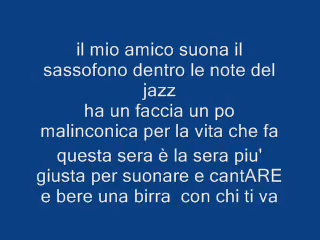 il mio amico suona il
sassofono dentro le note del
jazz
ha un faccia un po
malinconica per la vita che fa
questa sera è la sera piu'
giusta per suonare e cantARE
e bere una birra  con chi ti va